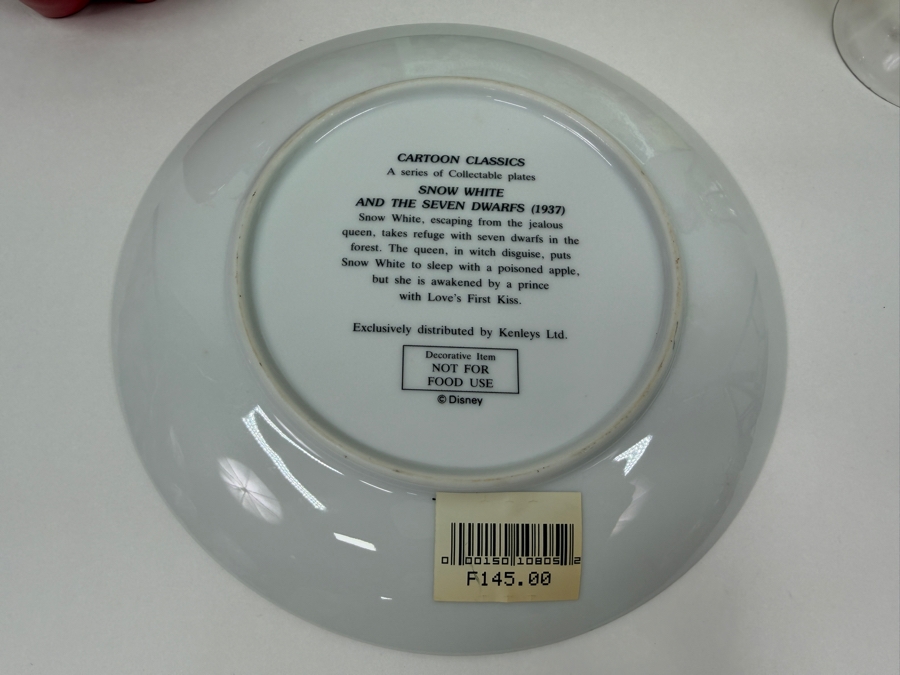 CARTOON CLASSICS
A series of Collectable plates
SNOW WHITE
AND THE SEVEN DWARFS (1937)
Snow White, escaping from the jealous
queen, takes refuge with seven dwarfs in the
forest. The queen, in witch disguise, puts
Snow White to sleep with a poisoned apple,
but she is awakened by a prince
with Love's First Kiss.
Exclusively distributed by Kenleys Ltd.
Decorative Item
NOT FOR
FOOD USE
© Disney
0 00150 10805 2
F145.00